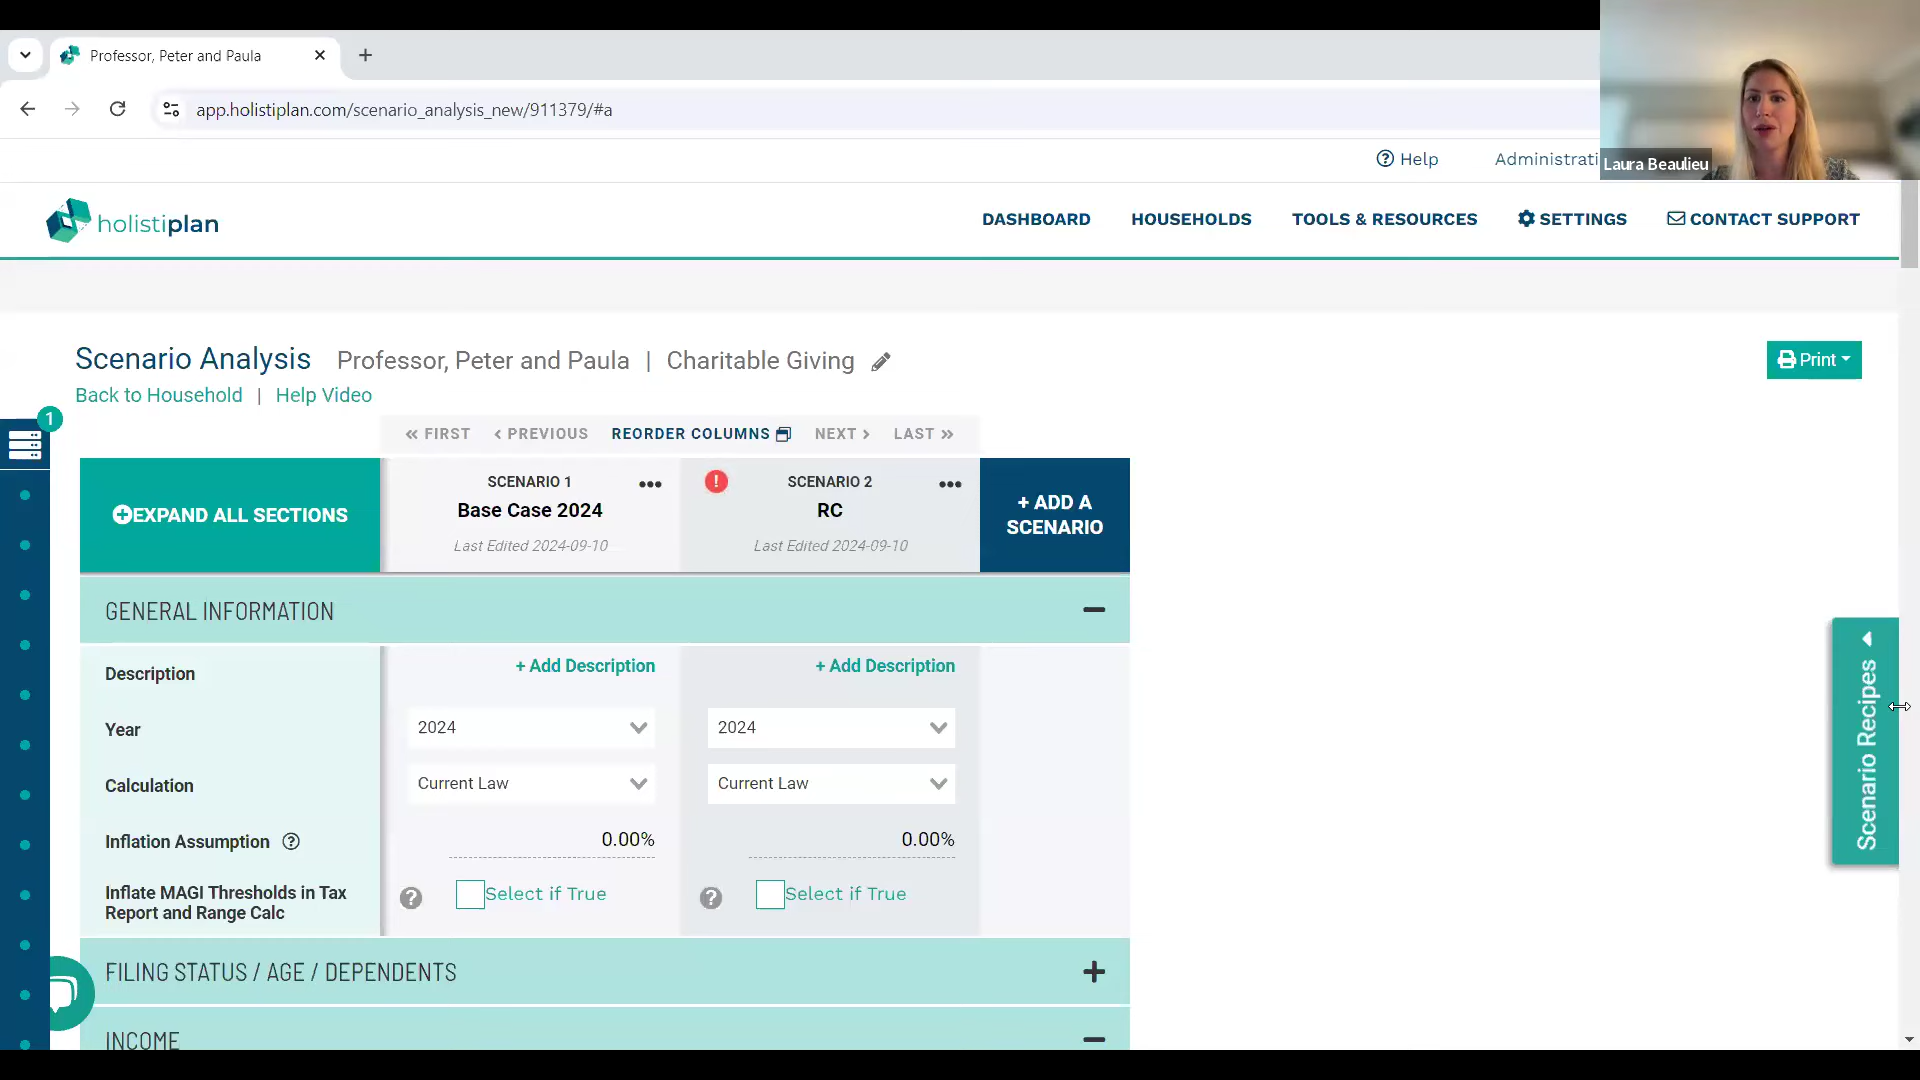 Professor, Peter and Paula
app.holistiplan.com/scenario_analysis_new/911379/#a
Help
Administrati
Laura Beaulieu
holistiplan
DASHBOARD
HOUSEHOLDS
TOOLS & RESOURCES
SETTINGS
CONTACT SUPPORT
Scenario Analysis Professor, Peter and Paula | Charitable Giving
Print
Back to Household | Help Video
1
« FIRST ‹ PREVIOUS REORDER COLUMNS NEXT › LAST »
EXPAND ALL SECTIONS
SCENARIO 1 •••
Base Case 2024
Last Edited 2024-09-10
! SCENARIO 2 •••
RC
Last Edited 2024-09-10
+ ADD A
SCENARIO
GENERAL INFORMATION
Description + Add Description + Add Description
Year 2024 2024
Calculation Current Law Current Law
Inflation Assumption ? 0.00% 0.00%
Inflate MAGI Thresholds in Tax
Report and Range Calc
? Select if True ? Select if True
FILING STATUS / AGE / DEPENDENTS
INCOME
Scenario Recipes